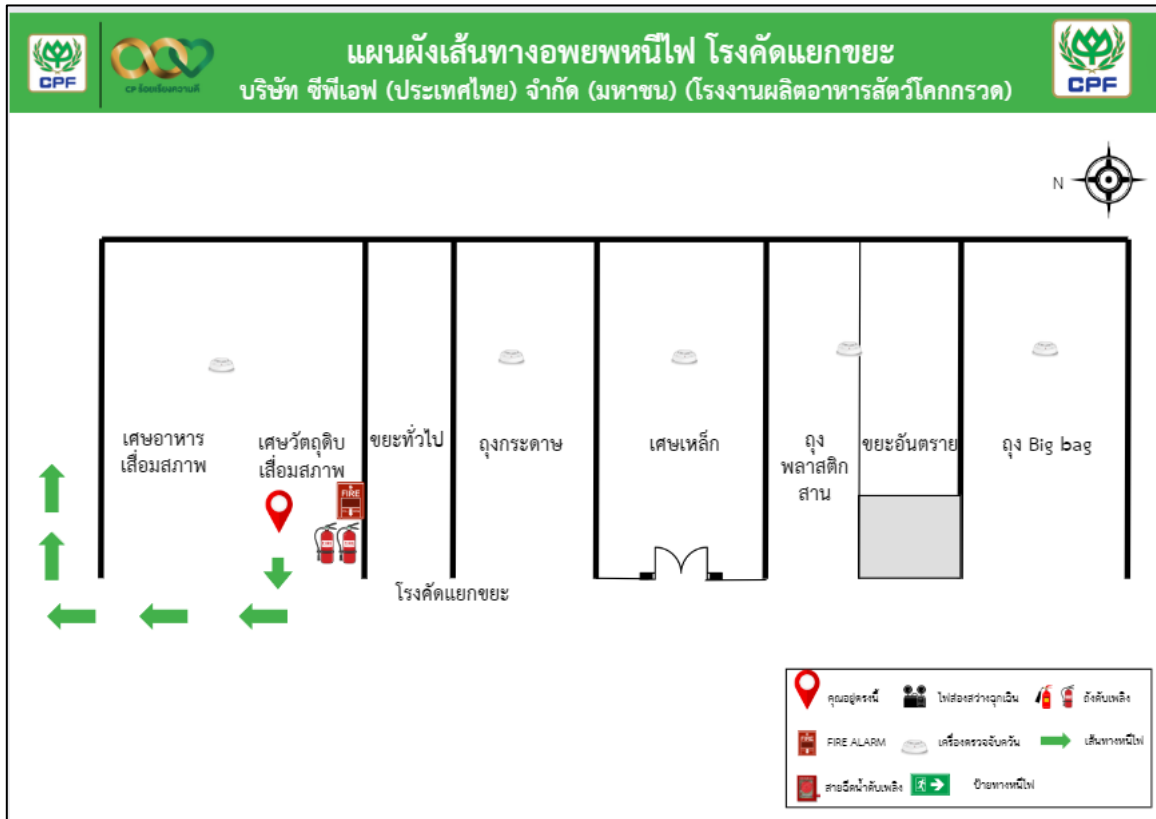 แผนผังเส้นทางอพยพหนีไฟ โรงคัดแยกขยะ
บริษัท ซีพีเอฟ (ประเทศไทย) จำกัด (มหาชน) (โรงงานผลิตอาหารสัตว์โคกกรวด)
CPF
CP ร้อยเรียงความดี
CPF
N
เศษอาหาร
เสื่อมสภาพ
เศษวัตถุดิบ
เสื่อมสภาพ
ขยะทั่วไป
ถุงกระดาษ
เศษเหล็ก
ถุง
พลาสติก
สาน
ขยะอันตราย
ถุง Big bag
FIRE
โรงคัดแยกขยะ
คุณอยู่ตรงนี้
ไฟส่องสว่างฉุกเฉิน
ถังดับเพลิง
FIRE ALARM
เครื่องตรวจจับควัน
เส้นทางหนีไฟ
สายฉีดน้ำดับเพลิง
ป้ายทางหนีไฟ